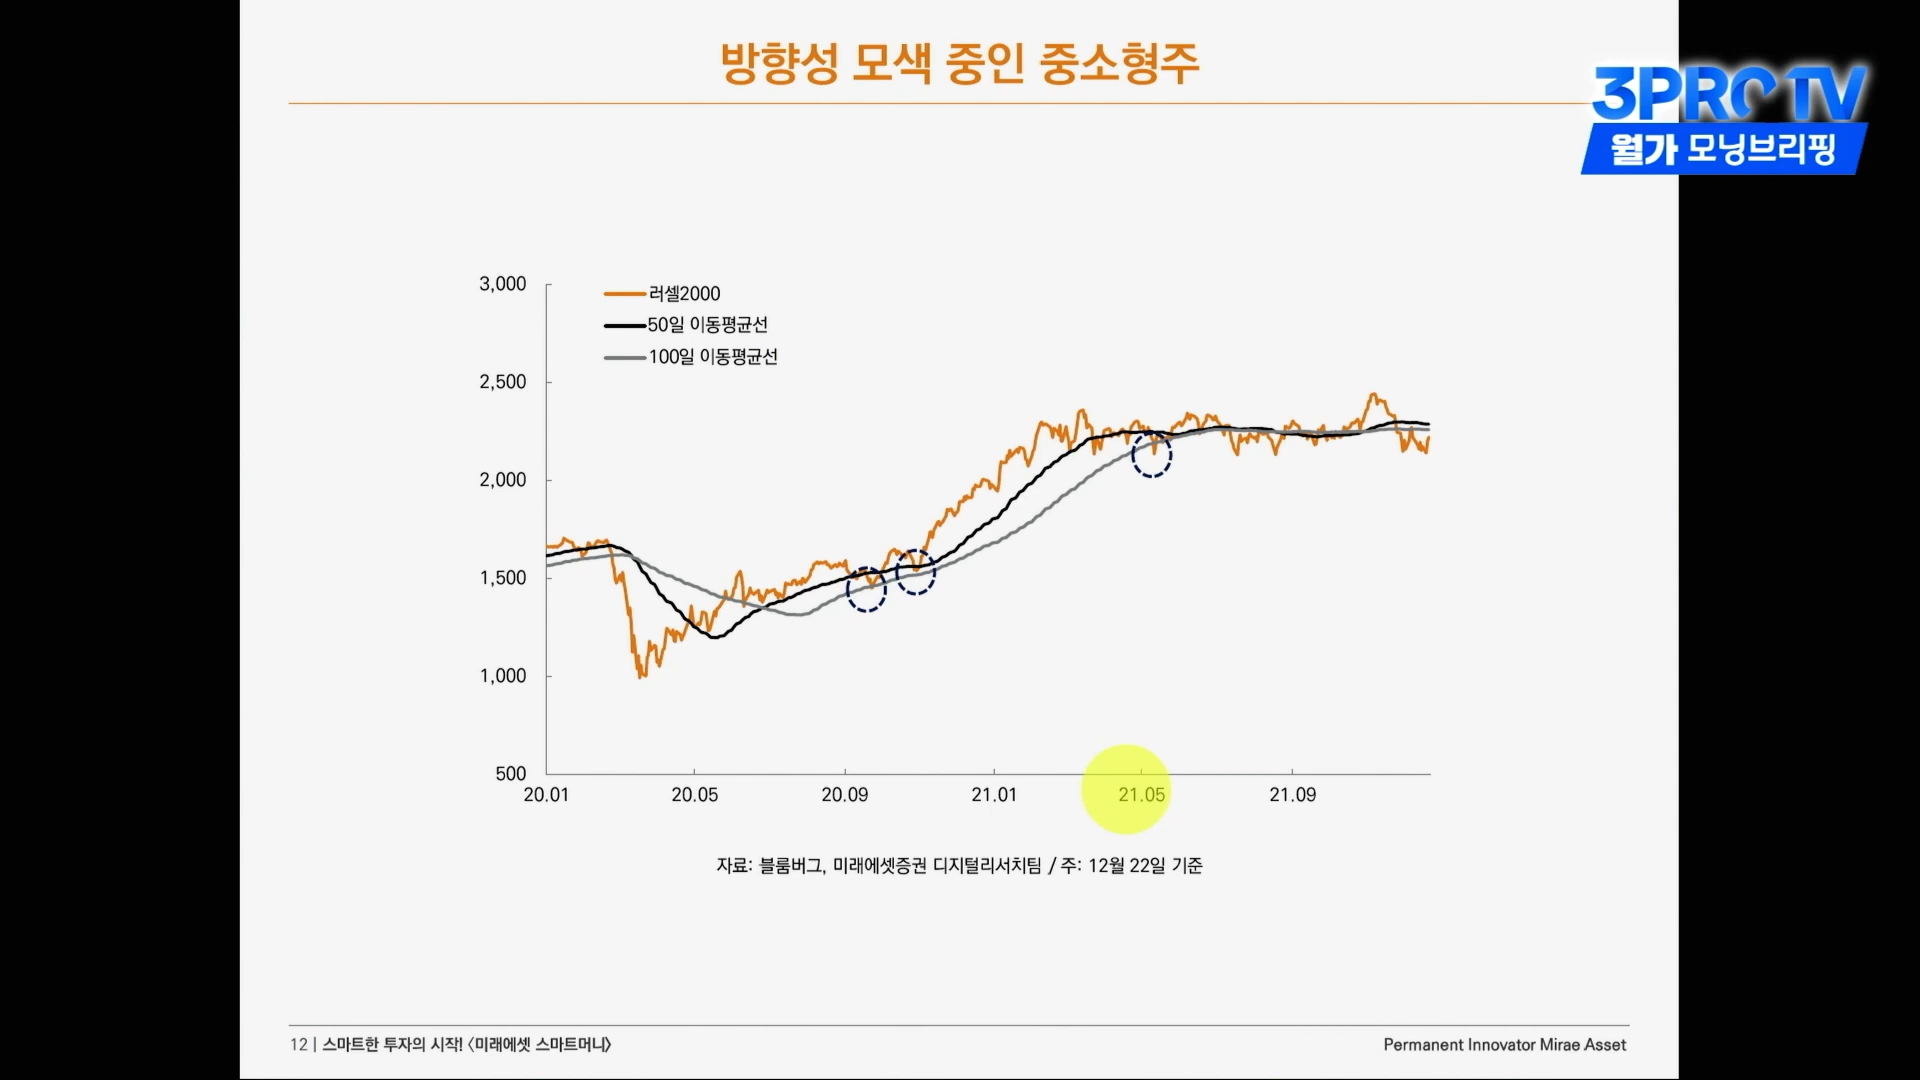 방향성 모색 중인 중소형주
3PROTV
월가 모닝브리핑
3,000
2,500
2,000
1,500
1,000
500
러셀2000
50일 이동평균선
100일 이동평균선
20.01 20.05 20.09 21.01 21.05 21.09
자료: 블룸버그, 미래에셋증권 디지털리서치팀 / 주: 12월 22일 기준
12 | 스마트한 투자의 시작! 〈미래에셋 스마트머니〉
Permanent Innovator Mirae Asset